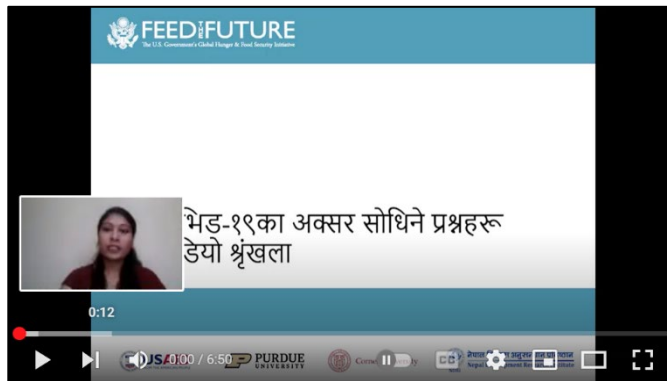 FEED THE FUTURE
The U.S. Government's Global Hunger & Food Security Initiative
भिड-१९का अक्सर सोधिने प्रश्नहरू
डियो श्रृंखला
0:12
0:00 / 6:50
USAI
PURDUE
UNIVERSITY